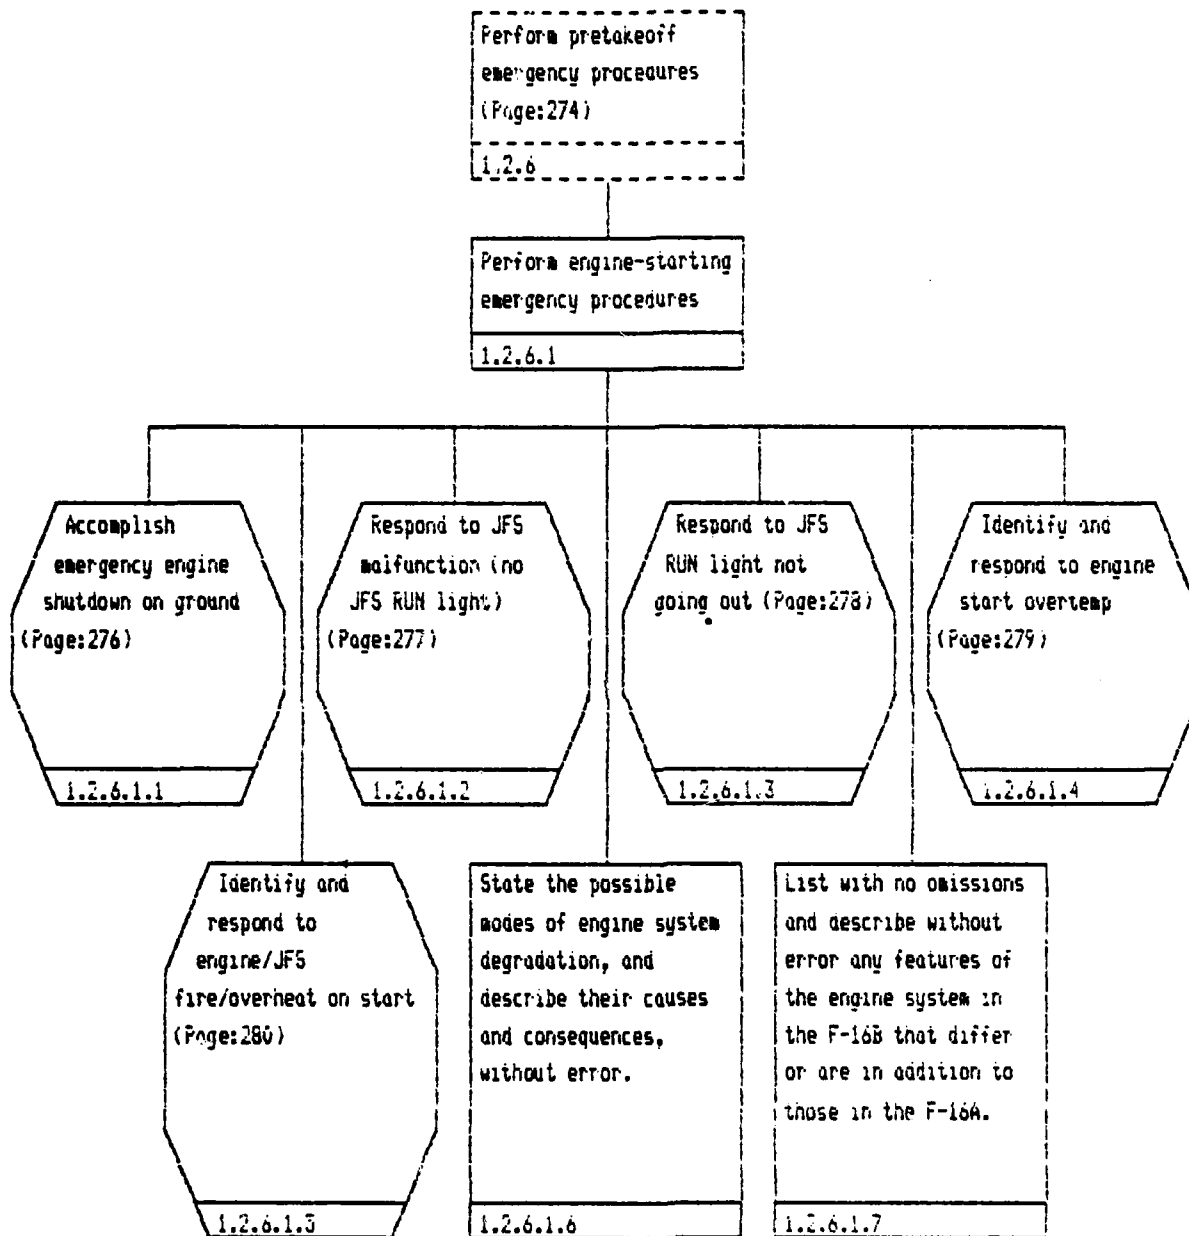 Perform pretakeoff
emergency procedures
(Page:274)
1.2.6
Perform engine-starting
emergency procedures
1.2.6.1
Accomplish
emergency engine
shutdown on ground
(Page:276)
1.2.6.1.1
Respond to JFS
malfunction (no
JFS RUN light)
(Page:277)
1.2.6.1.2
Respond to JFS
RUN light not
going out (Page:278)
1.2.6.1.3
Identify and
respond to engine
start overtemp
(Page:279)
1.2.6.1.4
Identify and
respond to
engine/JFS
fire/overheat on start
(Page:280)
1.2.6.1.5
State the possible
modes of engine system
degradation, and
describe their causes
and consequences,
without error.
1.2.6.1.6
List with no omissions
and describe without
error any features of
the engine system in
the F-16B that differ
or are in addition to
those in the F-16A.
1.2.6.1.7